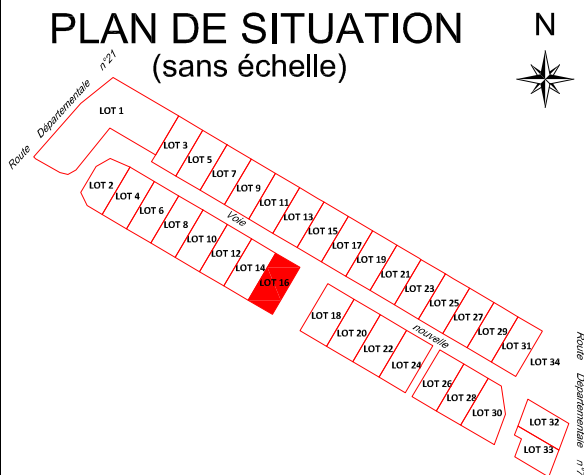 PLAN DE SITUATION
(sans échelle)
N
Route Départementale n°21
LOT 1
LOT 3
LOT 5
LOT 7
LOT 9
LOT 11
LOT 13
LOT 15
LOT 17
LOT 19
LOT 21
LOT 23
LOT 25
LOT 27
LOT 29
LOT 31
LOT 34
LOT 2
LOT 4
LOT 6
LOT 8
LOT 10
LOT 12
LOT 14
LOT 16
Voie nouvelle
LOT 18
LOT 20
LOT 22
LOT 24
LOT 26
LOT 28
LOT 30
LOT 32
LOT 33
Route Départementale